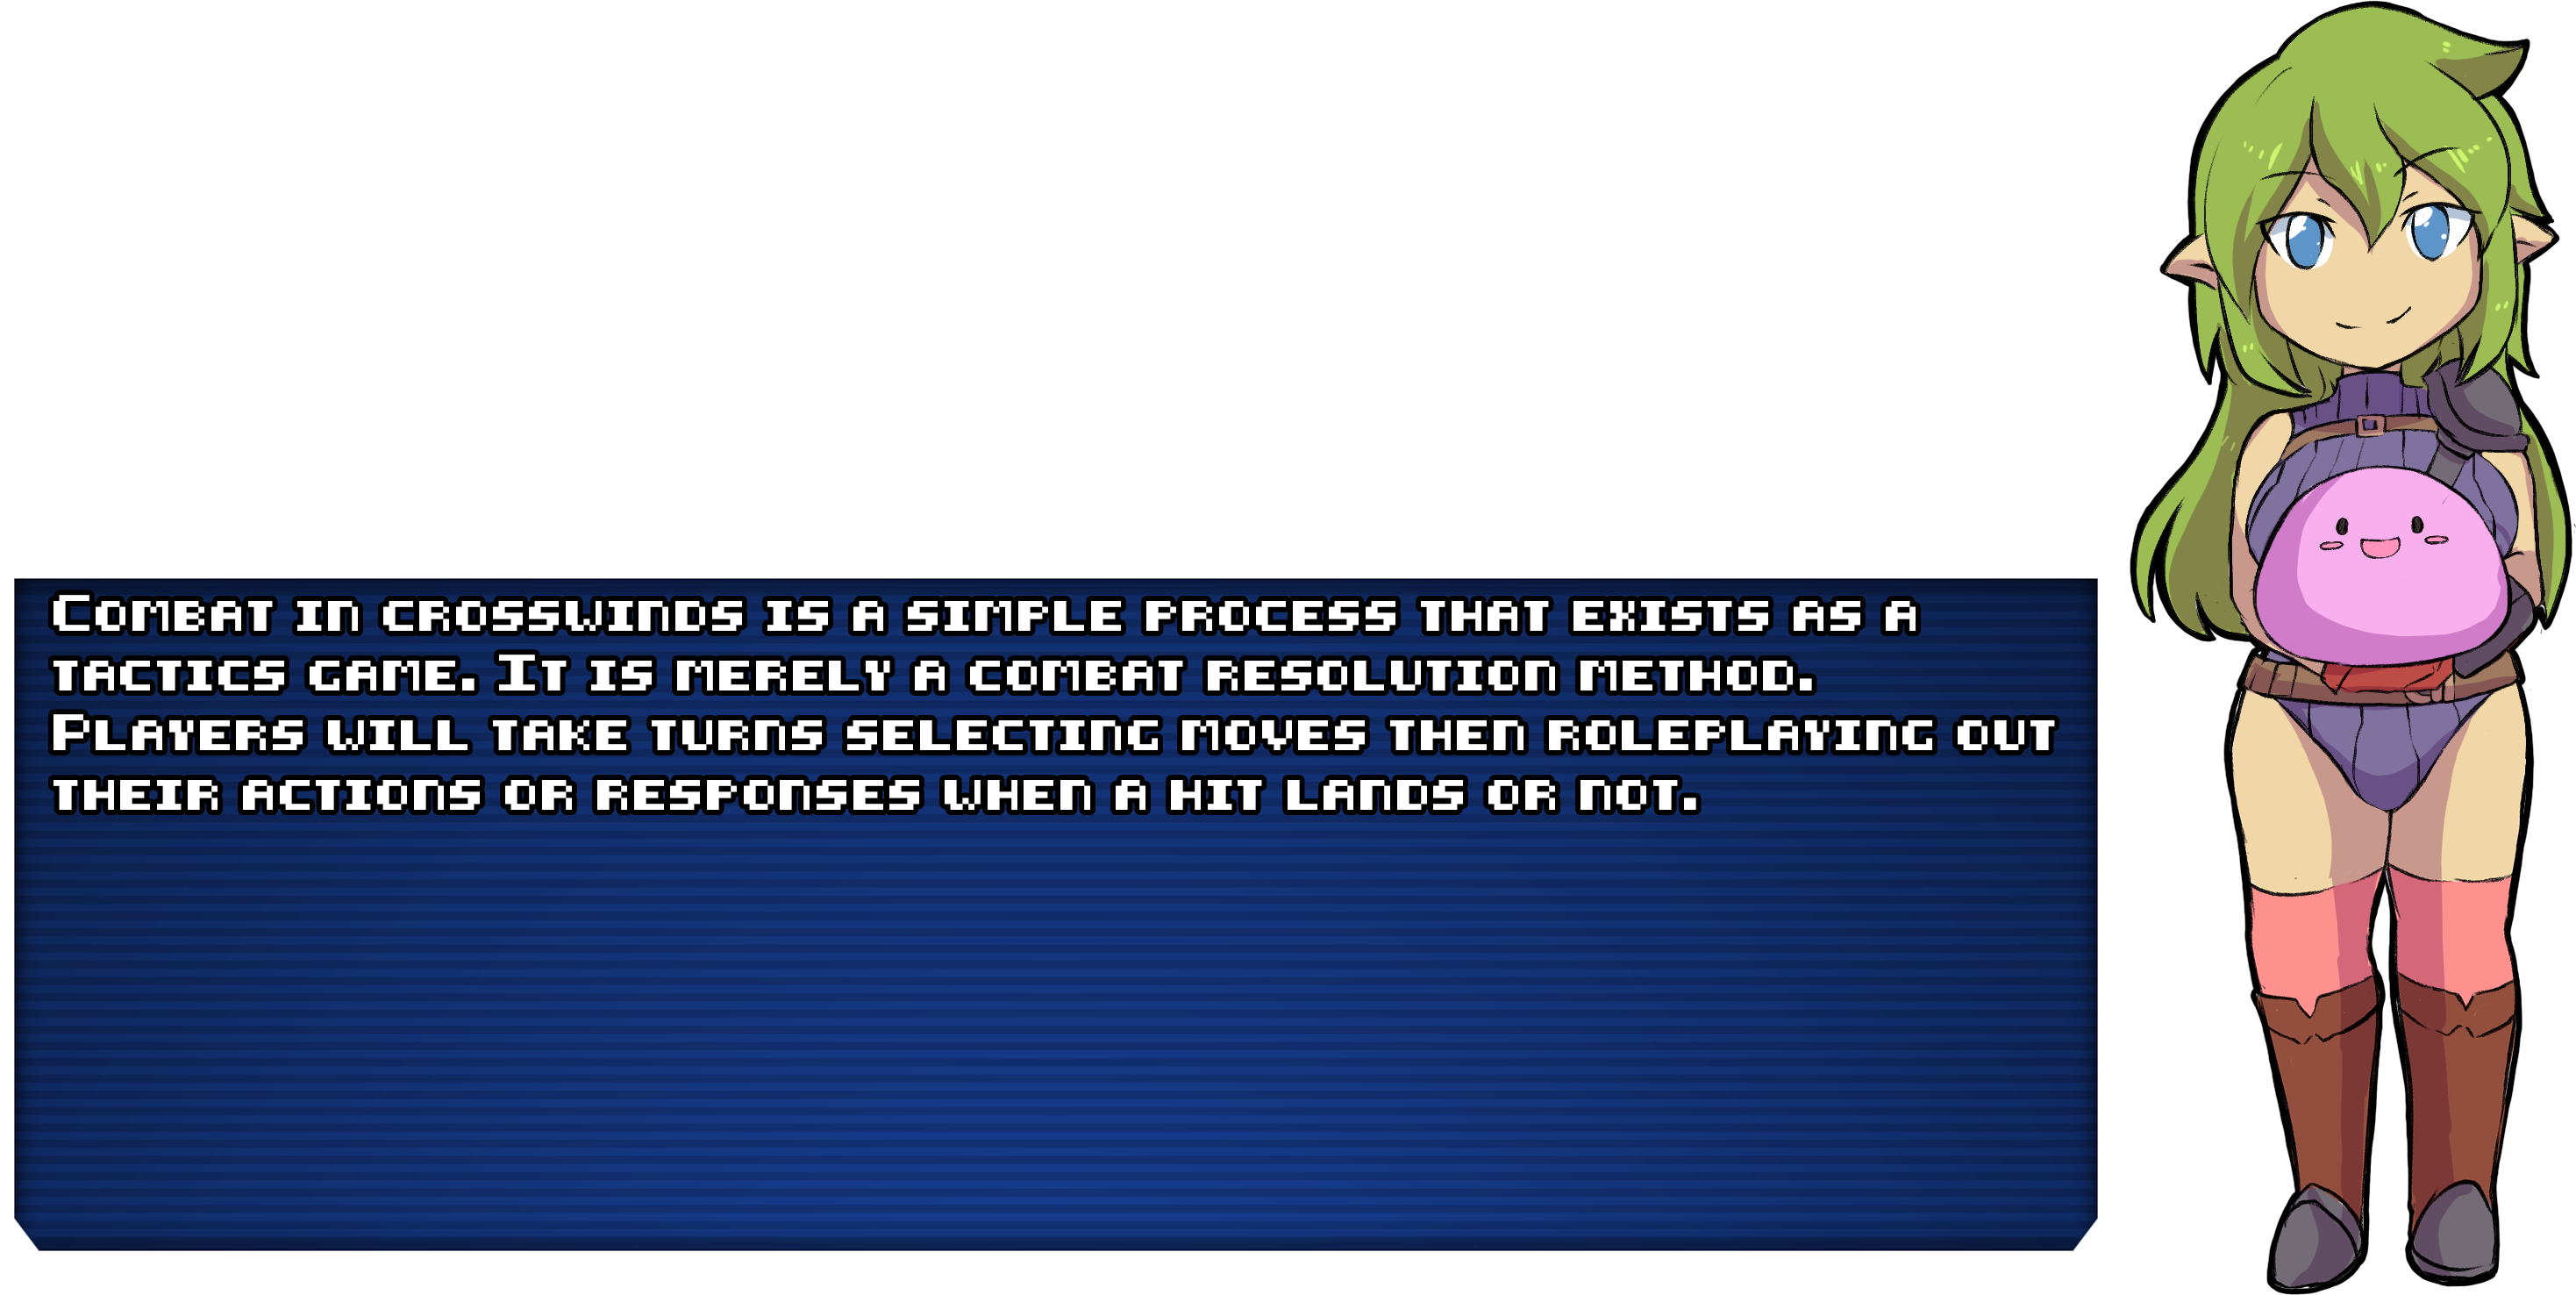 Combat in crosswinds is a simple process that exists as a
tactics game. It is merely a combat resolution method.
Players will take turns selecting moves then roleplaying out
their actions or responses when a hit lands or not.